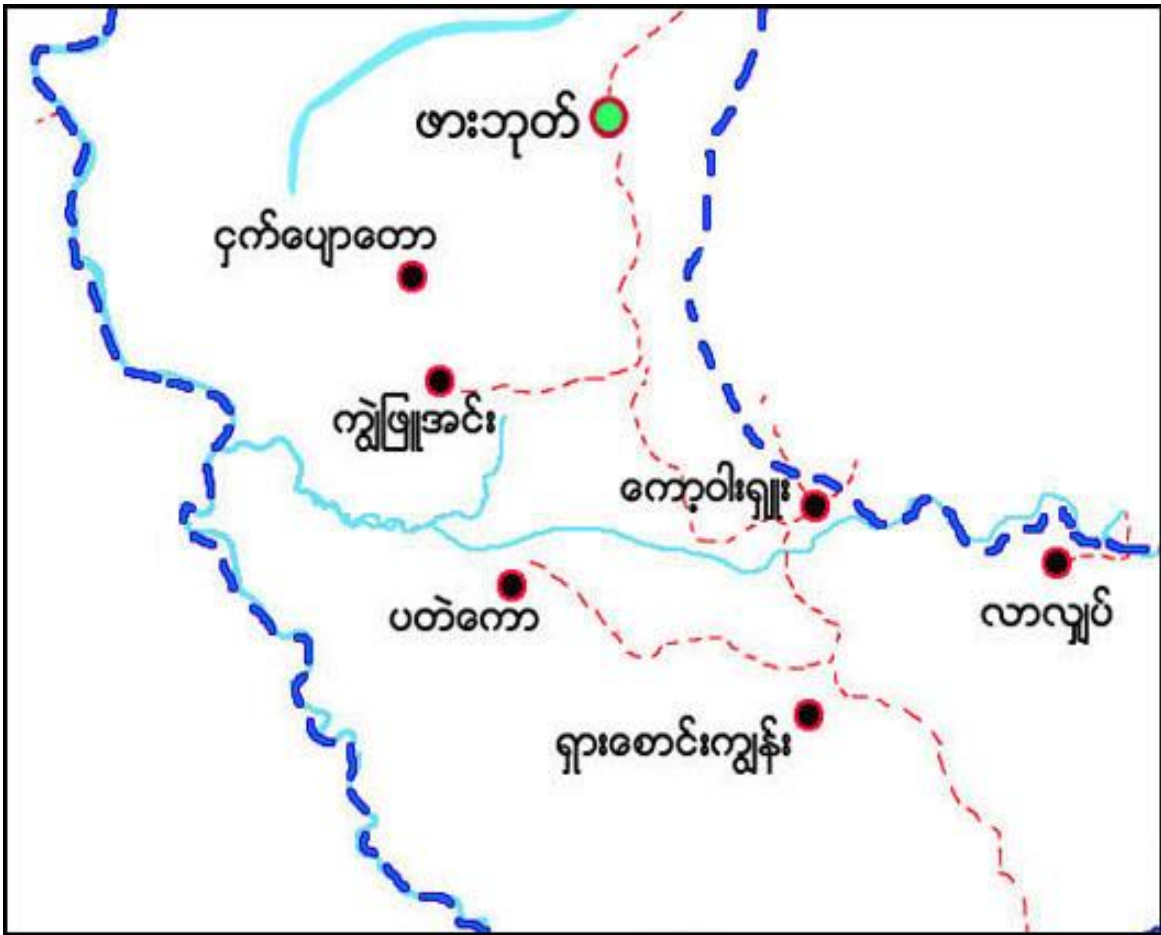 ဖားဘုတ်
ငှက်ပျောတော
ကျွဲဖြူအင်း
ကော့ဝါးရှူး
ပတဲကော
လာလျှပ်
ရှားစောင်းကျွန်း